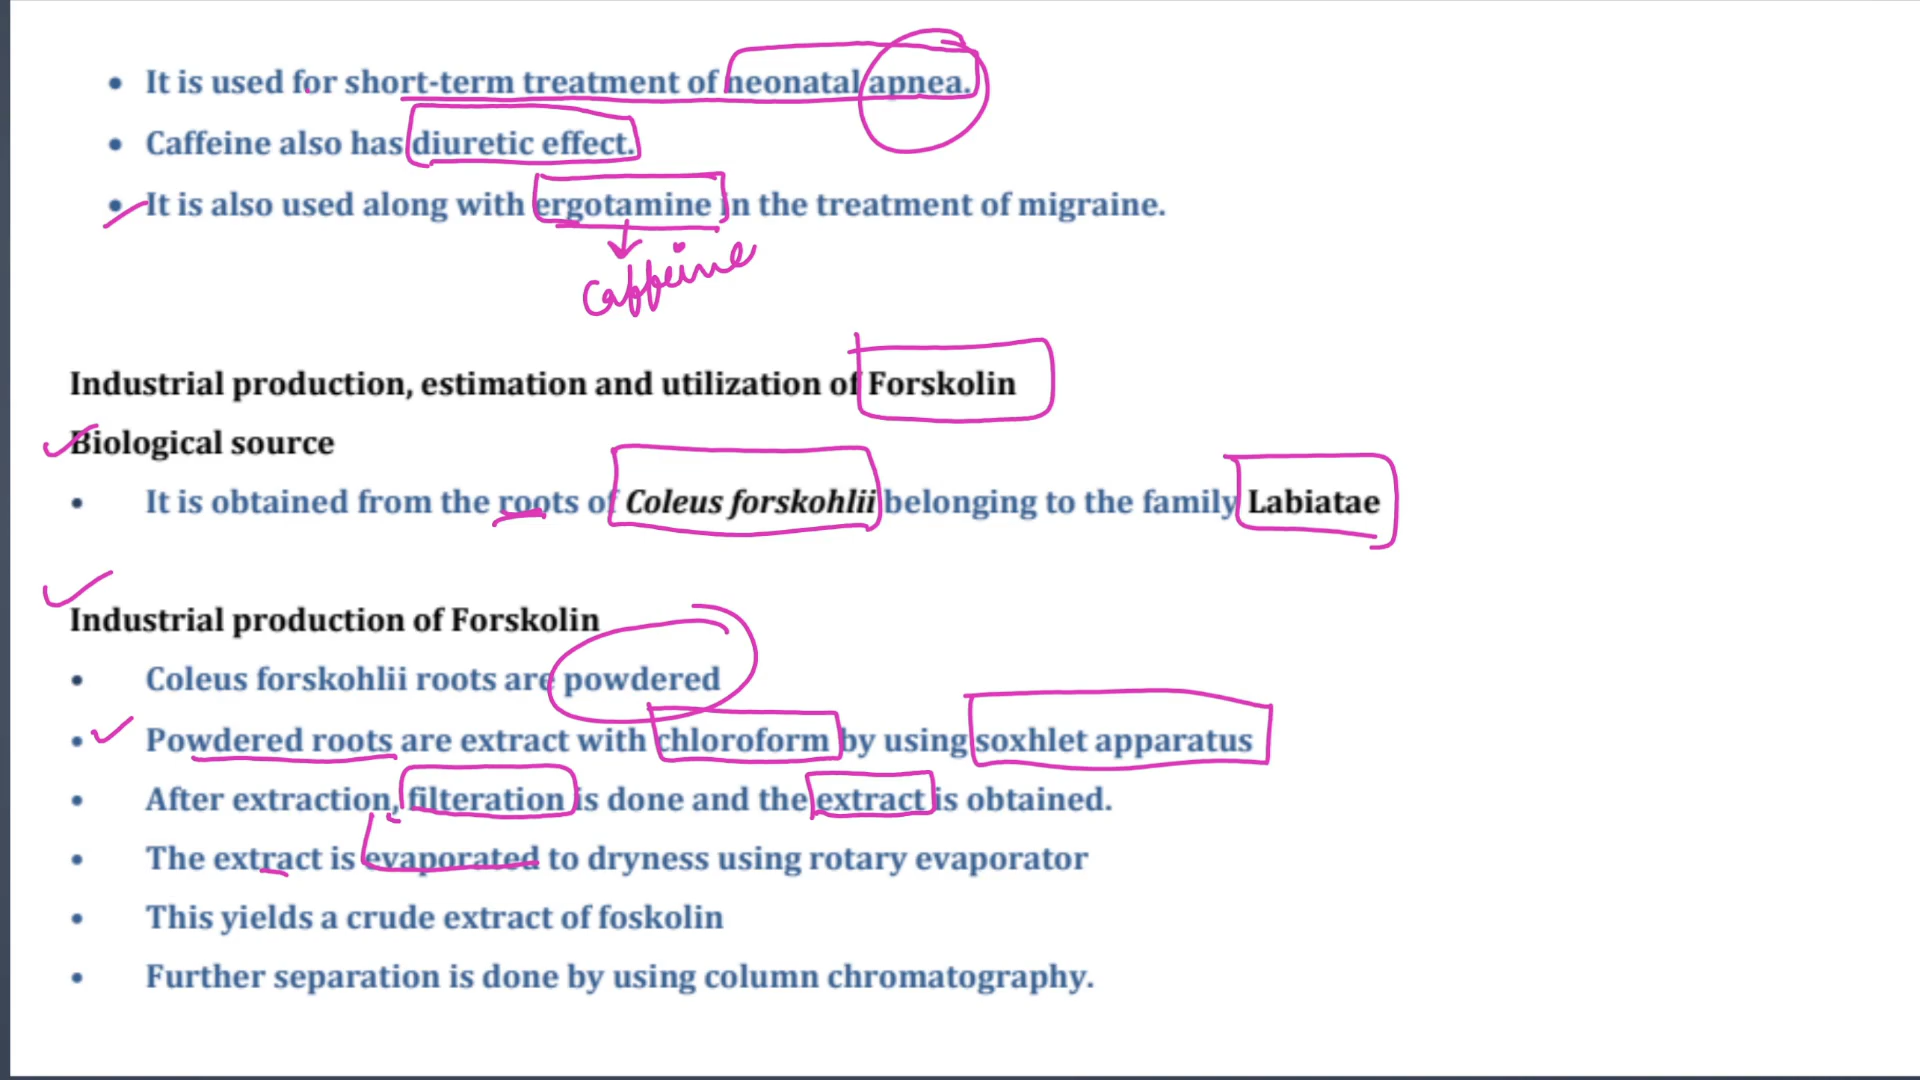 • It is used for short-term treatment of neonatal apnea.
• Caffeine also has diuretic effect.
• It is also used along with ergotamine in the treatment of migraine.
Caffeine
Industrial production, estimation and utilization of Forskolin
Biological source
• It is obtained from the roots of Coleus forskohlii belonging to the family Labiatae
Industrial production of Forskolin
• Coleus forskohlii roots are powdered
• Powdered roots are extract with chloroform by using soxhlet apparatus
• After extraction, filteration is done and the extract is obtained.
• The extract is evaporated to dryness using rotary evaporator
• This yields a crude extract of foskolin
• Further separation is done by using column chromatography.